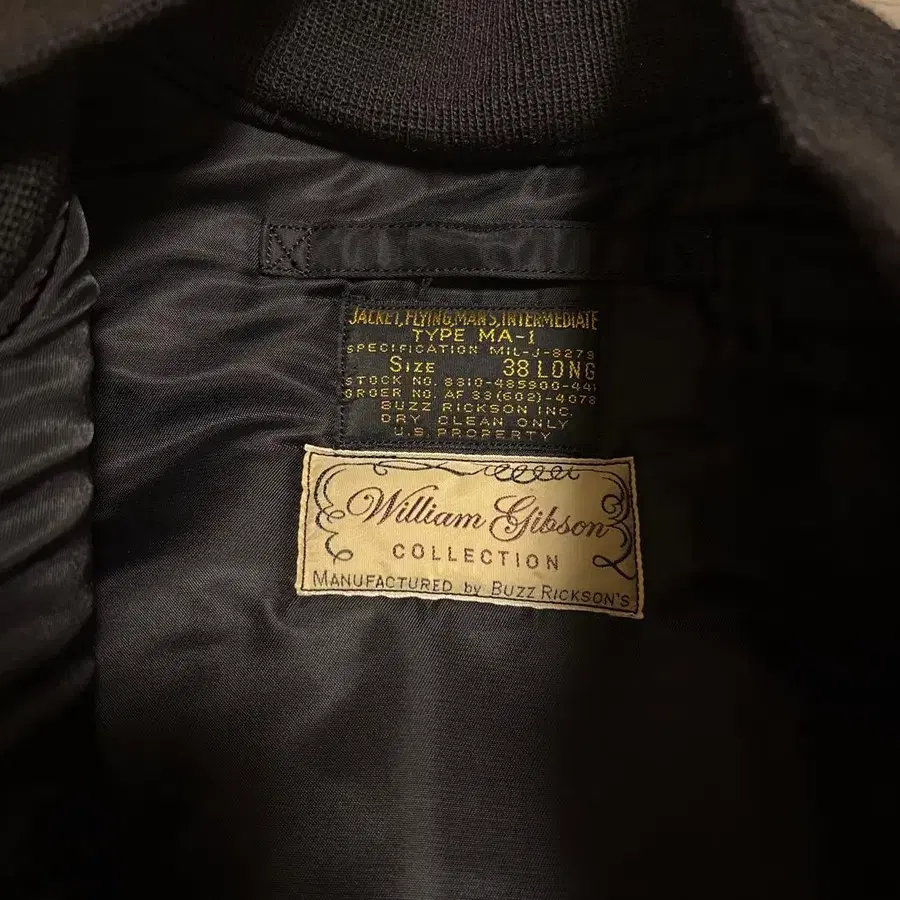 JACKET, FLYING, MAN'S, INTERMEDIATE
TYPE MA-1
SPECIFICATION MIL-J-8279
SIZE 38 LONG
STOCK NO. 8310-485900-441
ORDER NO. AF 33(602)-4078
BUZZ RICKSON INC.
DRY CLEAN ONLY
U.S. PROPERTY
William Gibson
COLLECTION
MANUFACTURED by BUZZ RICKSON'S